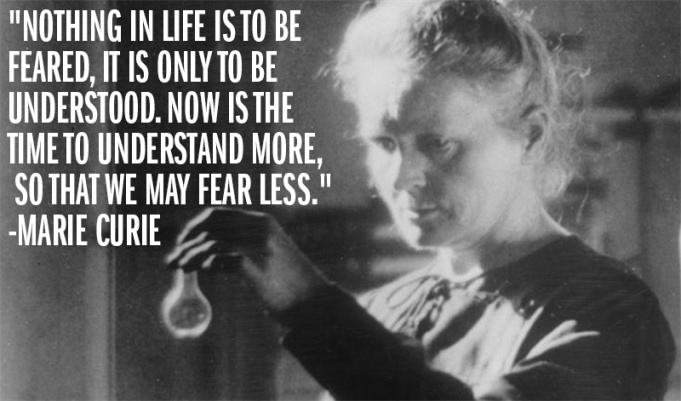 "NOTHING IN LIFE IS TO BE
FEARED, IT IS ONLY TO BE
UNDERSTOOD. NOW IS THE
TIME TO UNDERSTAND MORE,
SO THAT WE MAY FEAR LESS."
-MARIE CURIE